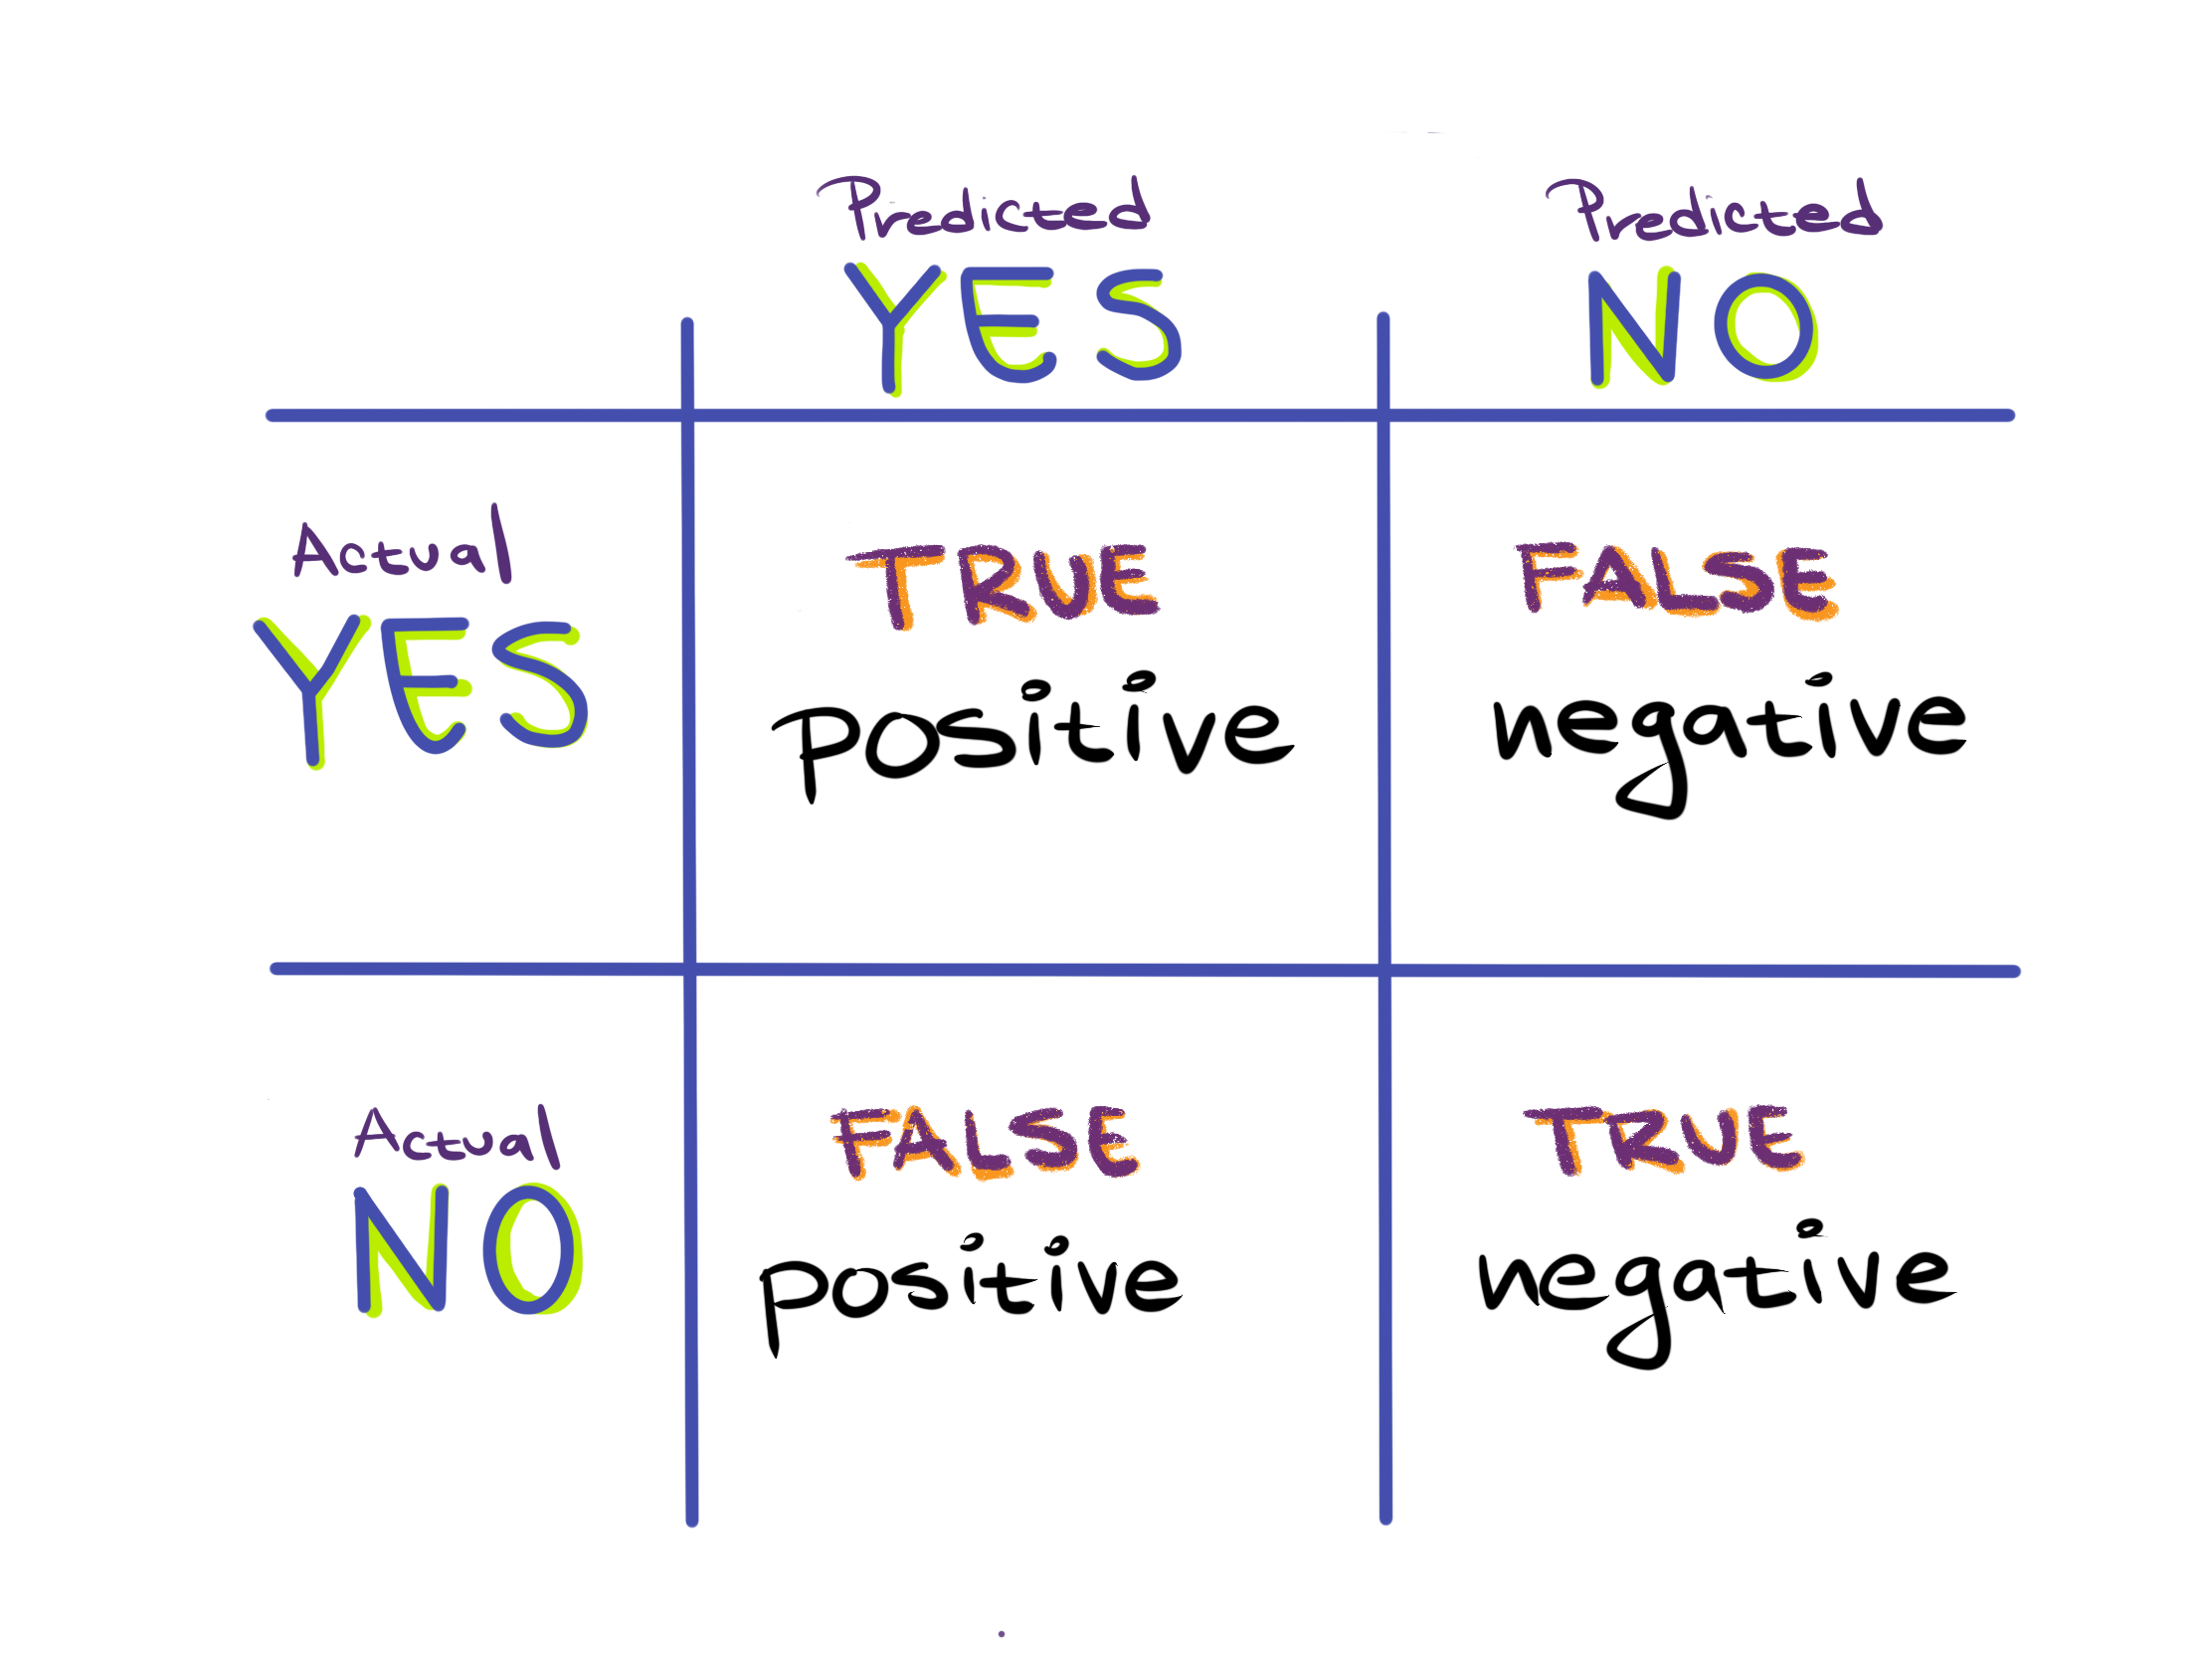 Predicted
YES
Predicted
NO
Actual
YES
TRUE
positive
FALSE
negative
Actual
NO
FALSE
positive
TRUE
negative